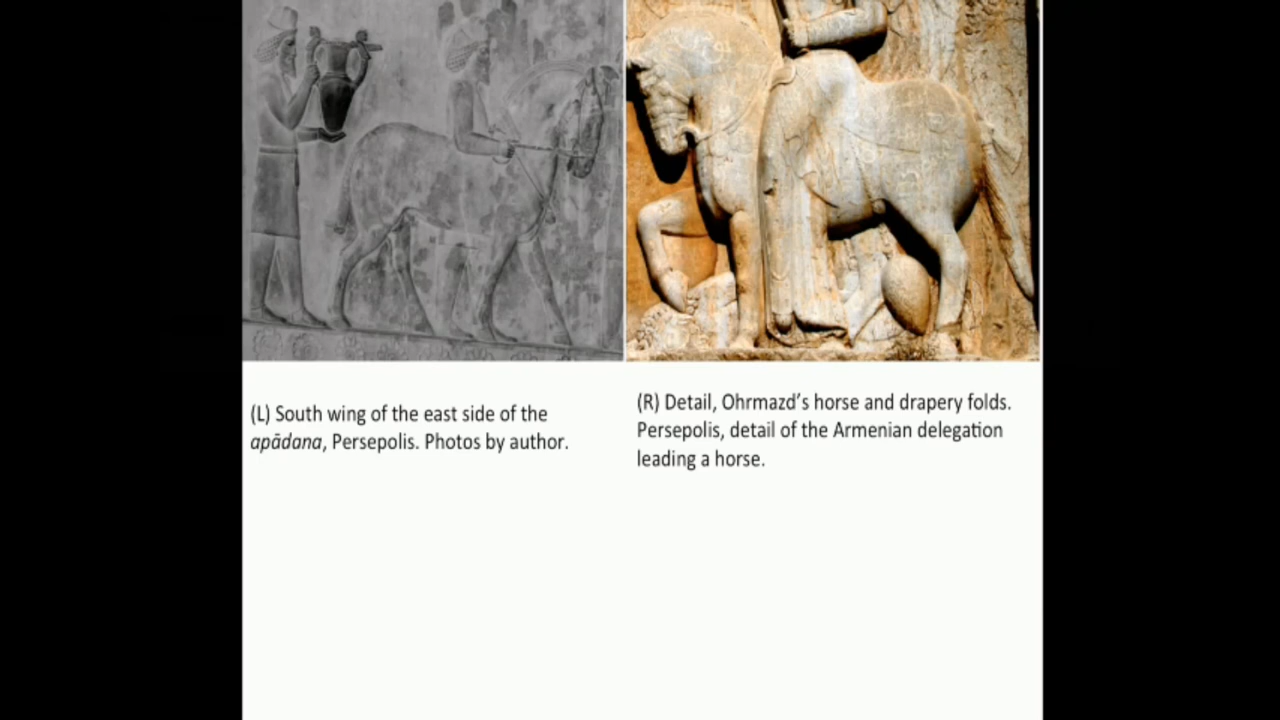 (L) South wing of the east side of the
apādana, Persepolis. Photos by author.
(R) Detail, Ohrmazd’s horse and drapery folds.
Persepolis, detail of the Armenian delegation
leading a horse.